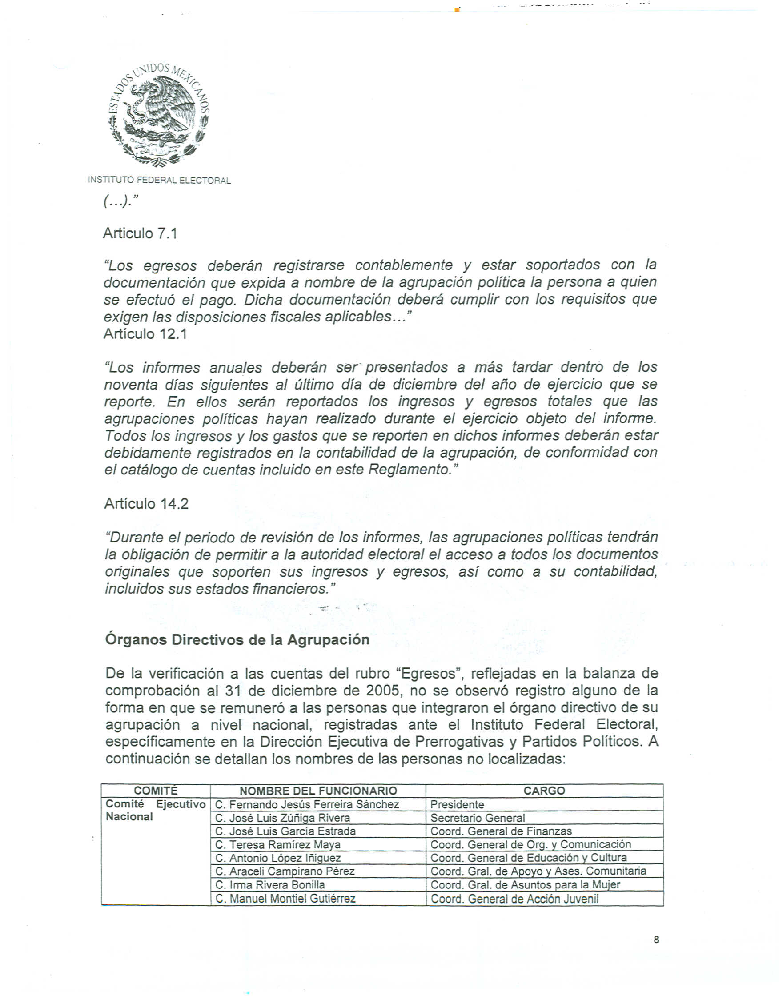 ESTADOS UNIDOS MEXICANOS
INSTITUTO FEDERAL ELECTORAL
(...)."
Articulo 7.1
"Los egresos deberán registrarse contablemente y estar soportados con la
documentación que expida a nombre de la agrupación política la persona a quien
se efectuó el pago. Dicha documentación deberá cumplir con los requisitos que
exigen las disposiciones fiscales aplicables..."
Artículo 12.1
"Los informes anuales deberán ser presentados a más tardar dentro de los
noventa días siguientes al último día de diciembre del año de ejercicio que se
reporte. En ellos serán reportados los ingresos y egresos totales que las
agrupaciones políticas hayan realizado durante el ejercicio objeto del informe.
Todos los ingresos y los gastos que se reporten en dichos informes deberán estar
debidamente registrados en la contabilidad de la agrupación, de conformidad con
el catálogo de cuentas incluido en este Reglamento."
Artículo 14.2
"Durante el periodo de revisión de los informes, las agrupaciones políticas tendrán
la obligación de permitir a la autoridad electoral el acceso a todos los documentos
originales que soporten sus ingresos y egresos, así como a su contabilidad,
incluidos sus estados financieros."
Órganos Directivos de la Agrupación
De la verificación a las cuentas del rubro "Egresos", reflejadas en la balanza de
comprobación al 31 de diciembre de 2005, no se observó registro alguno de la
forma en que se remuneró a las personas que integraron el órgano directivo de su
agrupación a nivel nacional, registradas ante el Instituto Federal Electoral,
específicamente en la Dirección Ejecutiva de Prerrogativas y Partidos Políticos. A
continuación se detallan los nombres de las personas no localizadas:
COMITÉ NOMBRE DEL FUNCIONARIO CARGO
Comité Ejecutivo C. Fernando Jesús Ferreira Sánchez Presidente
Nacional C. José Luis Zúñiga Rivera Secretario General
C. José Luis García Estrada Coord. General de Finanzas
C. Teresa Ramírez Maya Coord. General de Org. y Comunicación
C. Antonio López Iñiguez Coord. General de Educación y Cultura
C. Araceli Campirano Pérez Coord. Gral. de Apoyo y Ases. Comunitaria
C. Irma Rivera Bonilla Coord. Gral. de Asuntos para la Mujer
C. Manuel Montiel Gutiérrez Coord. General de Acción Juvenil
8